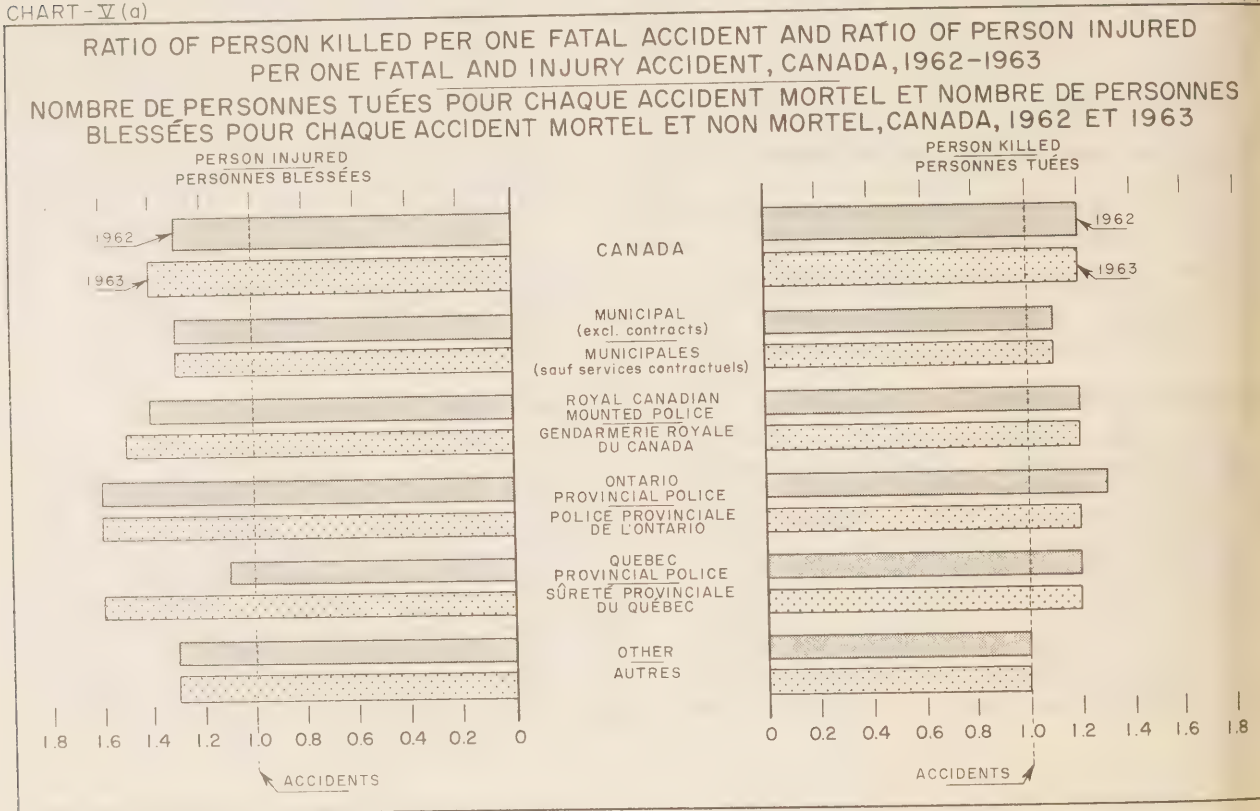 CHART-V(a)
RATIO OF PERSON KILLED PER ONE FATAL ACCIDENT AND RATIO OF PERSON INJURED
PER ONE FATAL AND INJURY ACCIDENT, CANADA, 1962-1963
NOMBRE DE PERSONNES TUÉES POUR CHAQUE ACCIDENT MORTEL ET NOMBRE DE PERSONNES
BLESSÉES POUR CHAQUE ACCIDENT MORTEL ET NON MORTEL, CANADA, 1962 ET 1963
PERSON INJURED
PERSONNES BLESSÉES
PERSON KILLED
PERSONNES TUÉES
1962
1963
CANADA
1962
1963
MUNICIPAL
(excl. contracts)
MUNICIPALES
(sauf services contractuels)
ROYAL CANADIAN
MOUNTED POLICE
GENDARMERIE ROYALE
DU CANADA
ONTARIO
PROVINCIAL POLICE
POLICE PROVINCIALE
DE L'ONTARIO
QUEBEC
PROVINCIAL POLICE
SÛRETÉ PROVINCIALE
DU QUÉBEC
OTHER
AUTRES
1.8 1.6 1.4 1.2 1.0 0.8 0.6 0.4 0.2 0
0 0.2 0.4 0.6 0.8 1.0 1.2 1.4 1.6 1.8
ACCIDENTS
ACCIDENTS